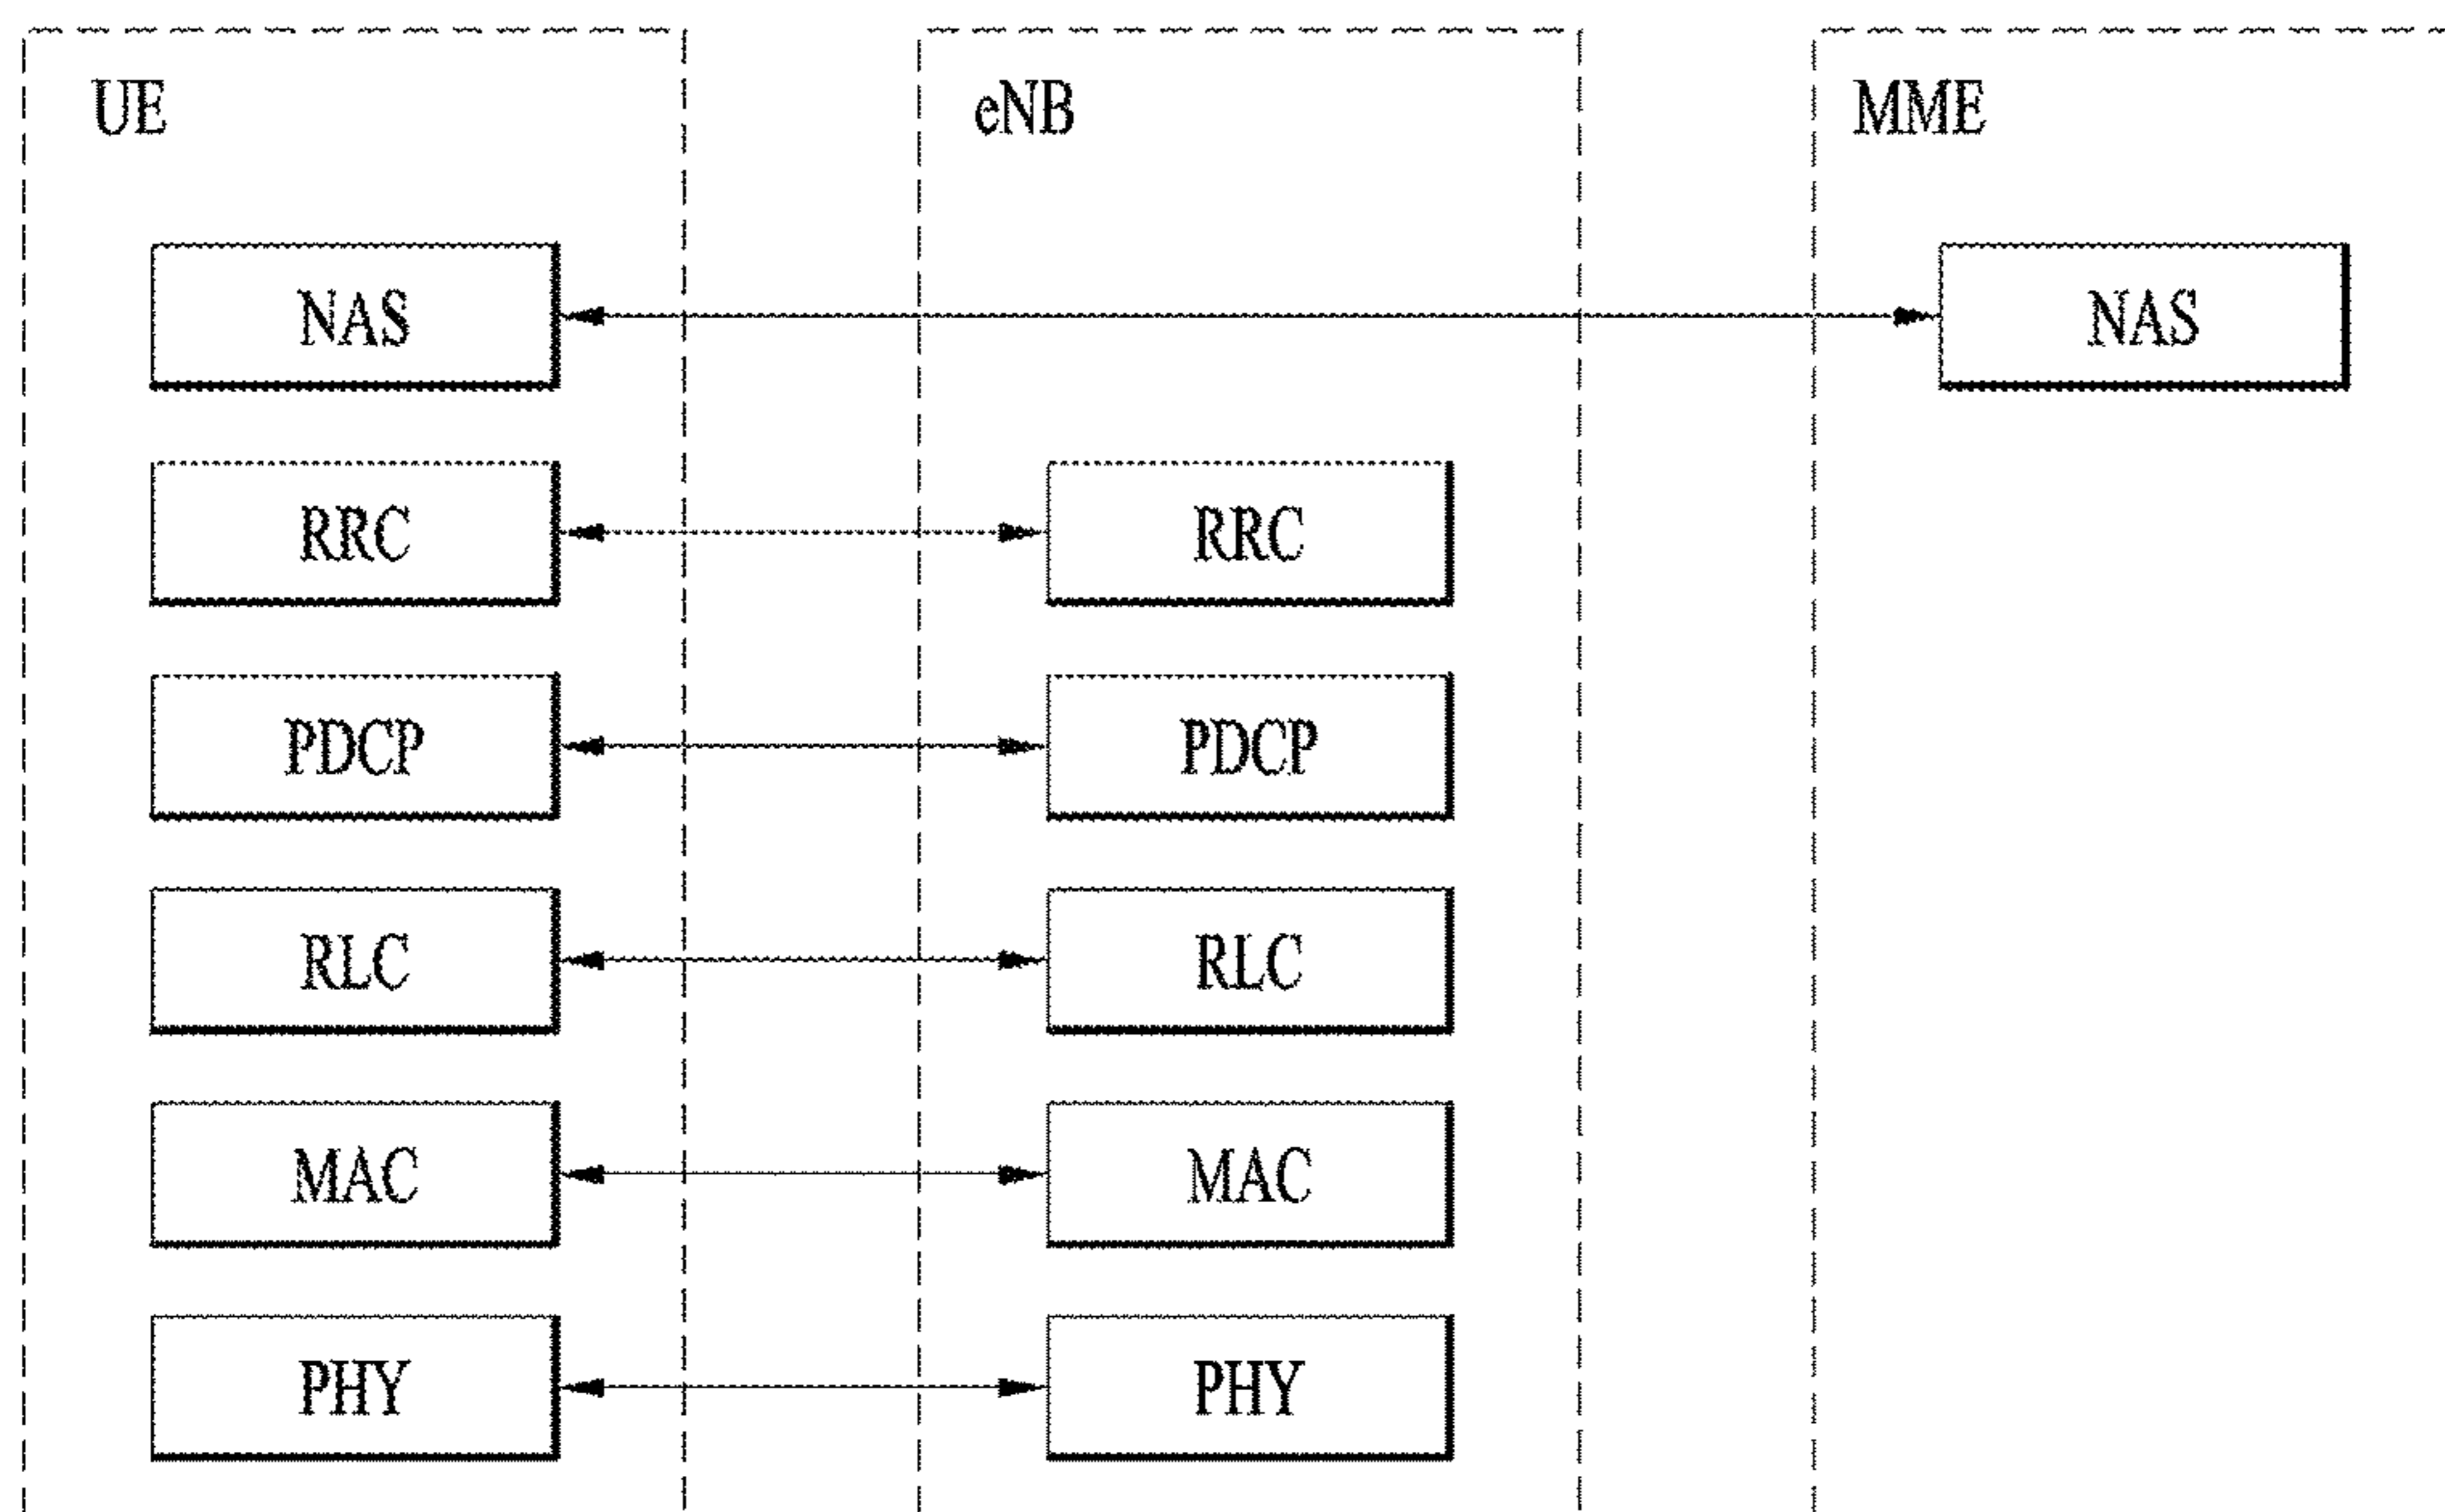 UE eNB MME
NAS NAS
RRC RRC
PDCP PDCP
RLC RLC
MAC MAC
PHY PHY